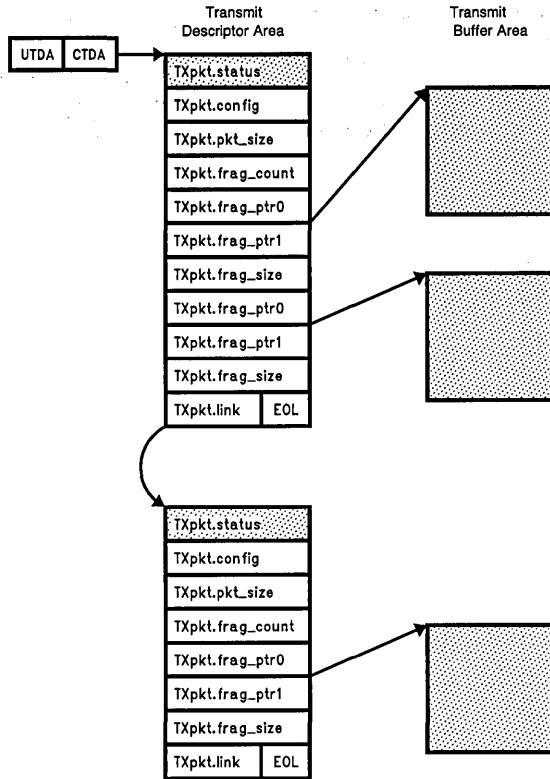 Transmit
Descriptor Area
Transmit
Buffer Area
UTDA CTDA
TXpkt.status
TXpkt.config
TXpkt.pkt_size
TXpkt.frag_count
TXpkt.frag_ptr0
TXpkt.frag_ptr1
TXpkt.frag_size
TXpkt.frag_ptr0
TXpkt.frag_ptr1
TXpkt.frag_size
TXpkt.link EOL
TXpkt.status
TXpkt.config
TXpkt.pkt_size
TXpkt.frag_count
TXpkt.frag_ptr0
TXpkt.frag_ptr1
TXpkt.frag_size
TXpkt.link EOL